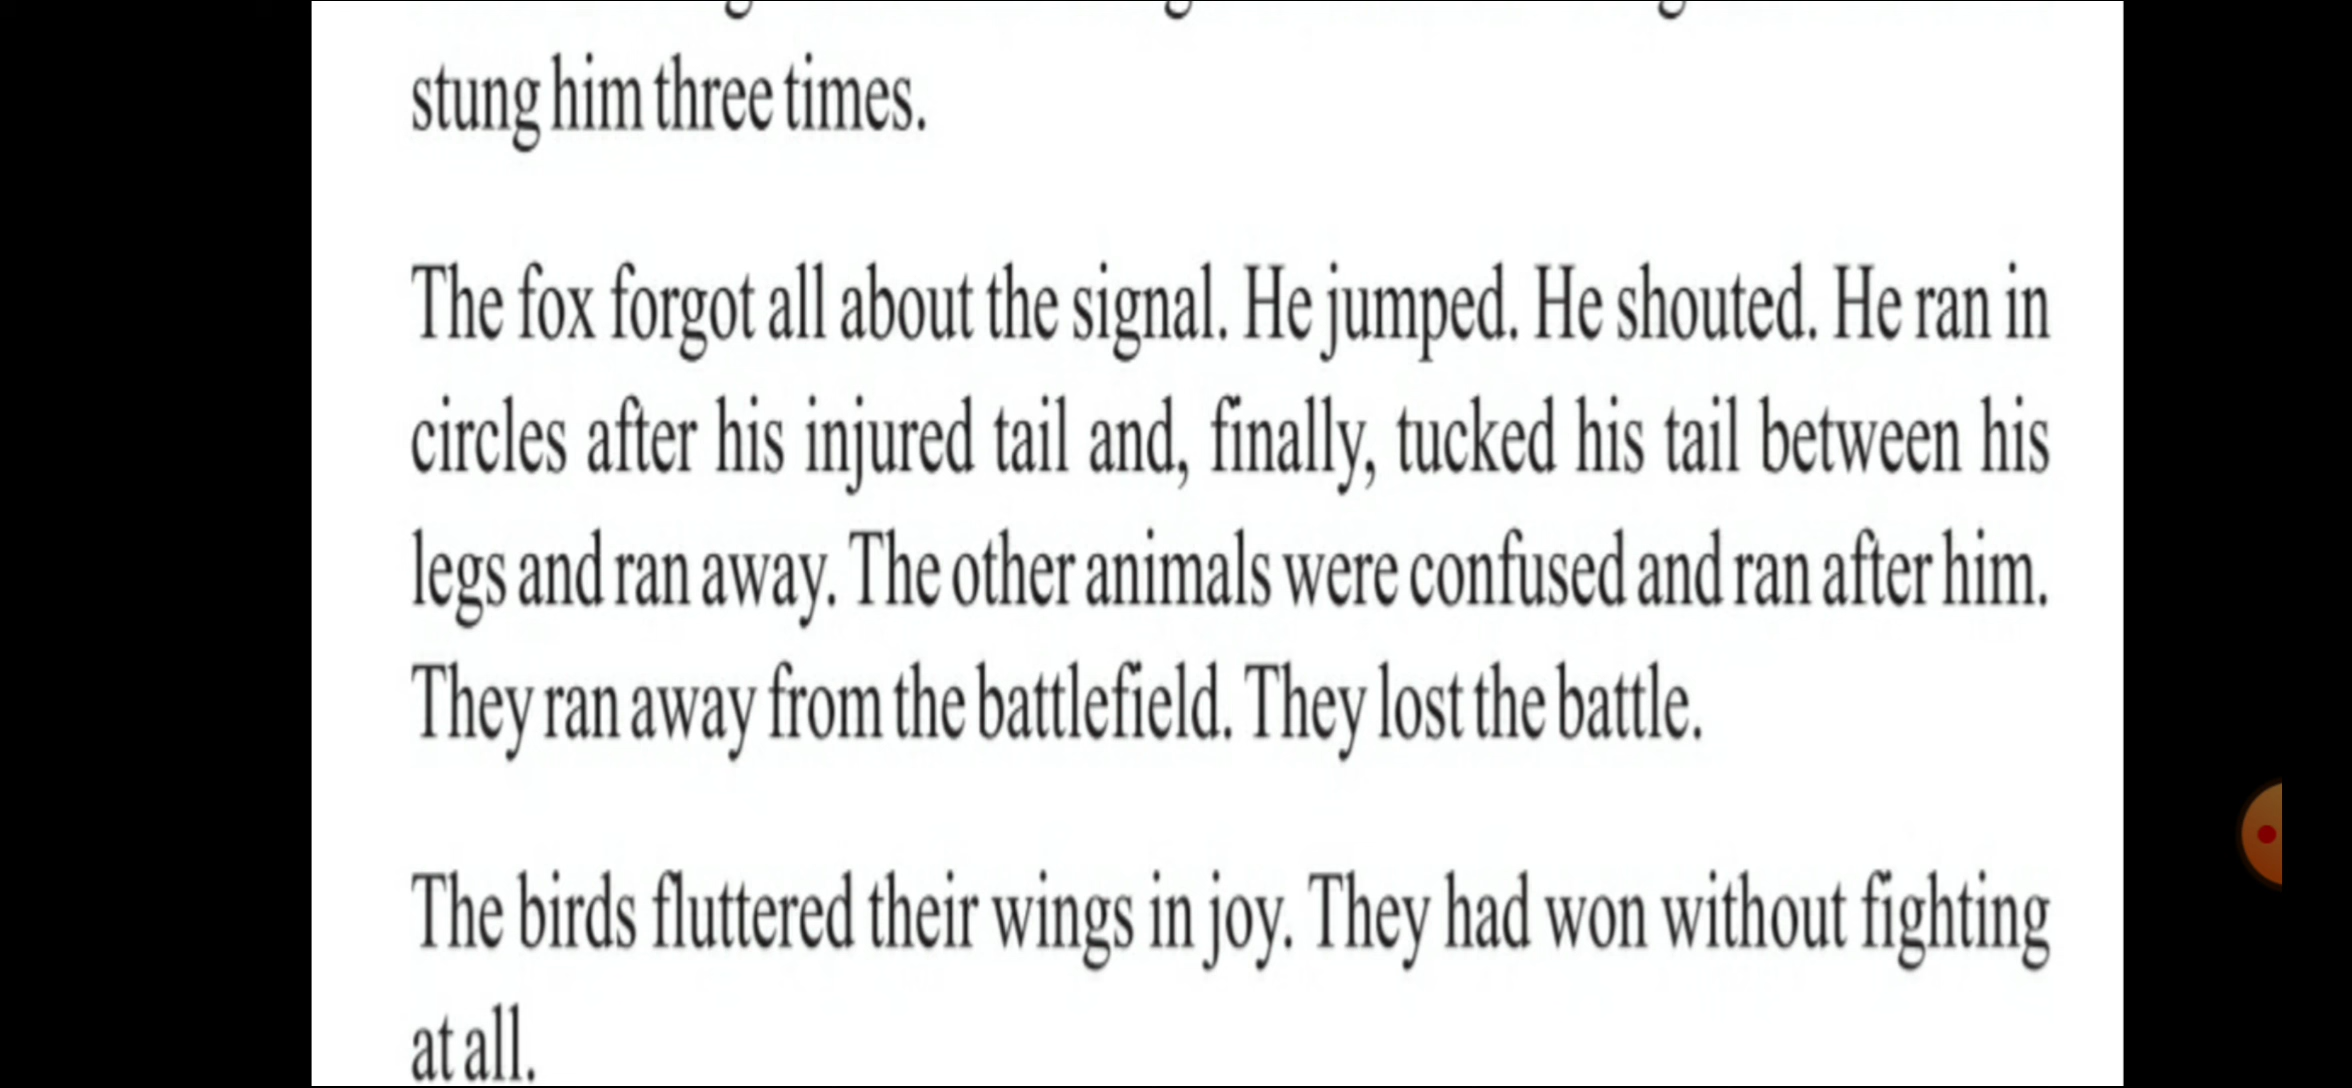 stung him three times.
The fox forgot all about the signal. He jumped. He shouted. He ran in
circles after his injured tail and, finally, tucked his tail between his
legs and ran away. The other animals were confused and ran after him.
They ran away from the battlefield. They lost the battle.
The birds fluttered their wings in joy. They had won without fighting
at all.